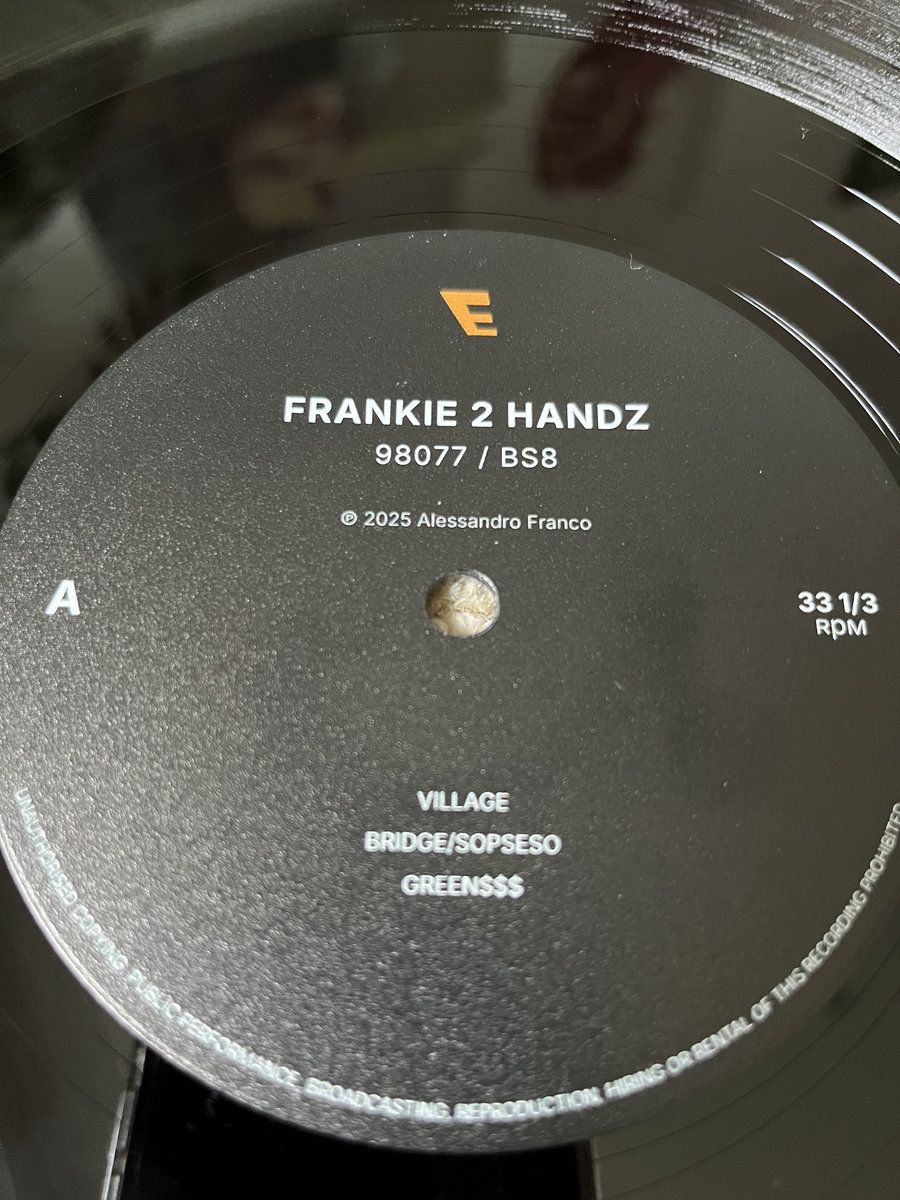 E
FRANKIE 2 HANDZ
98077 / BS8
℗ 2025 Alessandro Franco
A
33 1/3
RPM
VILLAGE
BRIDGE/SOPSESO
GREEN$$$
UNAUTHORISED COPYING PUBLIC PERFORMANCE BROADCASTING REPRODUCTION, HIRING OR RENTAL OF THIS RECORDING PROHIBITED